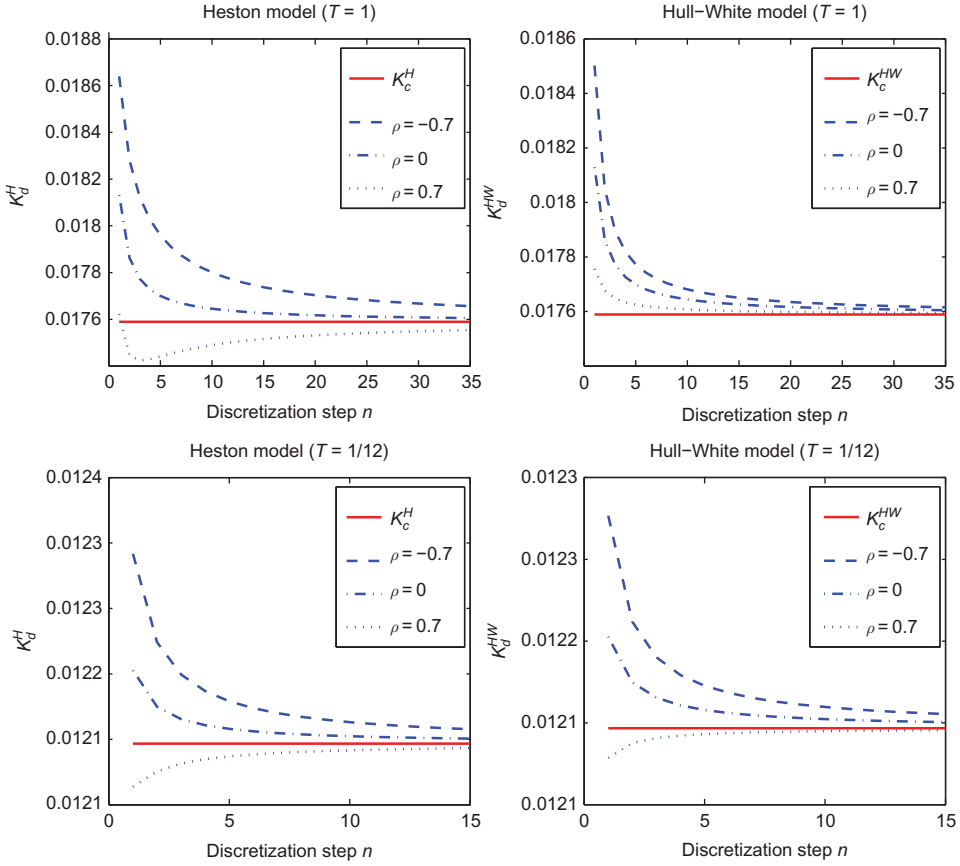 Heston model (T = 1)
0.0188
0.0186
0.0184
0.0182
0.018
0.0178
0.0176
K_d^H
K_c^H
ρ = −0.7
ρ = 0
ρ = 0.7
0 5 10 15 20 25 30 35
Discretization step n
Hull−White model (T = 1)
0.0186
0.0184
0.0182
0.018
0.0178
0.0176
K_d^HW
K_c^HW
ρ = −0.7
ρ = 0
ρ = 0.7
0 5 10 15 20 25 30 35
Discretization step n
Heston model (T = 1/12)
0.0124
0.0123
0.0123
0.0122
0.0121
0.0121
K_d^H
K_c^H
ρ = −0.7
ρ = 0
ρ = 0.7
0 5 10 15
Discretization step n
Hull−White model (T = 1/12)
0.0123
0.0123
0.0122
0.0121
0.0121
K_d^HW
K_c^HW
ρ = −0.7
ρ = 0
ρ = 0.7
0 5 10 15
Discretization step n